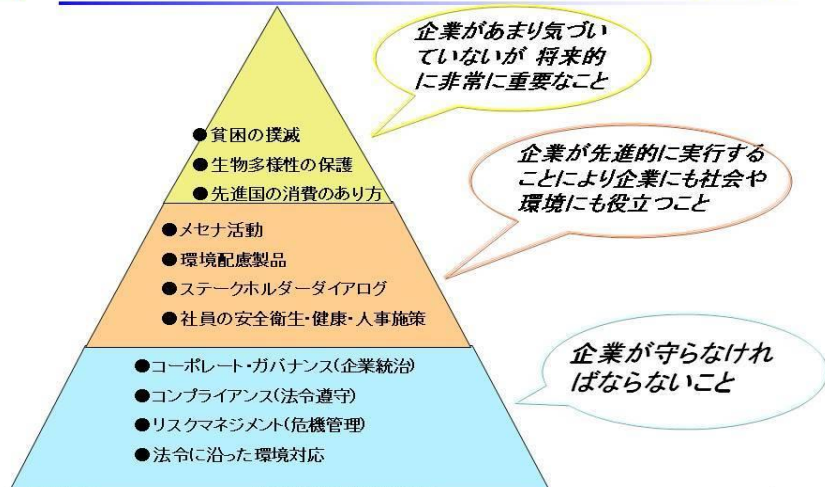 企業があまり気づい
ていないが 将来的
に非常に重要なこと
●貧困の撲滅
●生物多様性の保護
●先進国の消費のあり方
企業が先進的に実行する
ことにより企業にも社会や
環境にも役立つこと
●メセナ活動
●環境配慮製品
●ステークホルダーダイアログ
●社員の安全衛生・健康・人事施策
企業が守らなけれ
ばならないこと
●コーポレート・ガバナンス(企業統治)
●コンプライアンス(法令遵守)
●リスクマネジメント(危機管理)
●法令に沿った環境対応